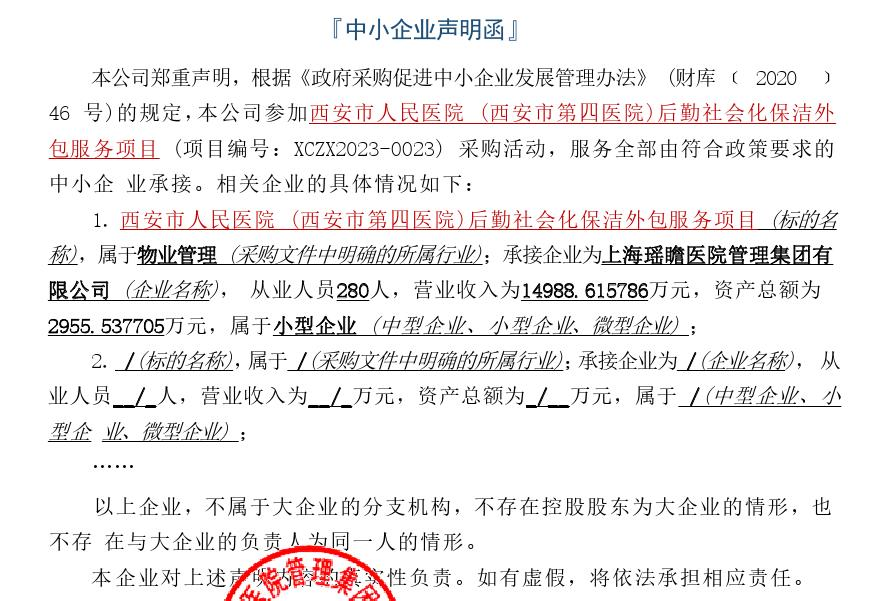 『中小企业声明函』
本公司郑重声明，根据《政府采购促进中小企业发展管理办法》（财库﹝2020﹞
46 号)的规定,本公司参加西安市人民医院（西安市第四医院)后勤社会化保洁外
包服务项目（项目编号：XCZX2023-0023）采购活动，服务全部由符合政策要求的
中小企 业承接。相关企业的具体情况如下：
1. 西安市人民医院（西安市第四医院)后勤社会化保洁外包服务项目（标的名
称），属于物业管理（采购文件中明确的所属行业）；承接企业为上海瑶瞻医院管理集团有
限公司（企业名称），从业人员280人，营业收入为14988.615786万元，资产总额为
2955.537705万元，属于小型企业（中型企业、小型企业、微型企业）；
2. /（标的名称），属于 /（采购文件中明确的所属行业）；承接企业为 /（企业名称），从
业人员__/_人，营业收入为__/_万元，资产总额为_/__万元，属于 /（中型企业、小
型企 业、微型企业）；
……
以上企业，不属于大企业的分支机构，不存在控股股东为大企业的情形，也
不存 在与大企业的负责人为同一人的情形。
本企业对上述声明内容的真实性负责。如有虚假，将依法承担相应责任。
医院管理集团